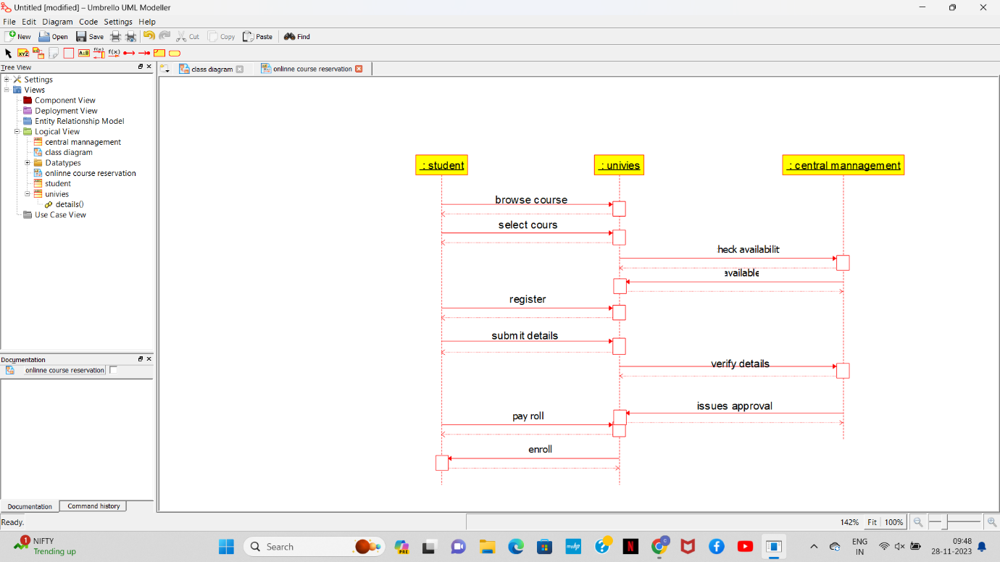 Untitled [modified] – Umbrello UML Modeller
File Edit Diagram Code Settings Help
New Open Save Cut Copy Paste Find
XYZ A:B f(x) f(x)
Tree View
class diagram
onlinne course reservation
Settings
Views
Component View
Deployment View
Entity Relationship Model
Logical View
central mannagement
class diagram
Datatypes
onlinne course reservation
student
univies
details()
Use Case View
: student
: univies
: central mannagement
browse course
select cours
heck availabilit
available
register
submit details
verify details
issues approval
pay roll
enroll
Documentation
onlinne course reservation
Documentation
Command history
Ready.
142% Fit 100%
1
NIFTY
Trending up
Search
PRE
myhp
N
c
ENG
IN
09:48
28-11-2023